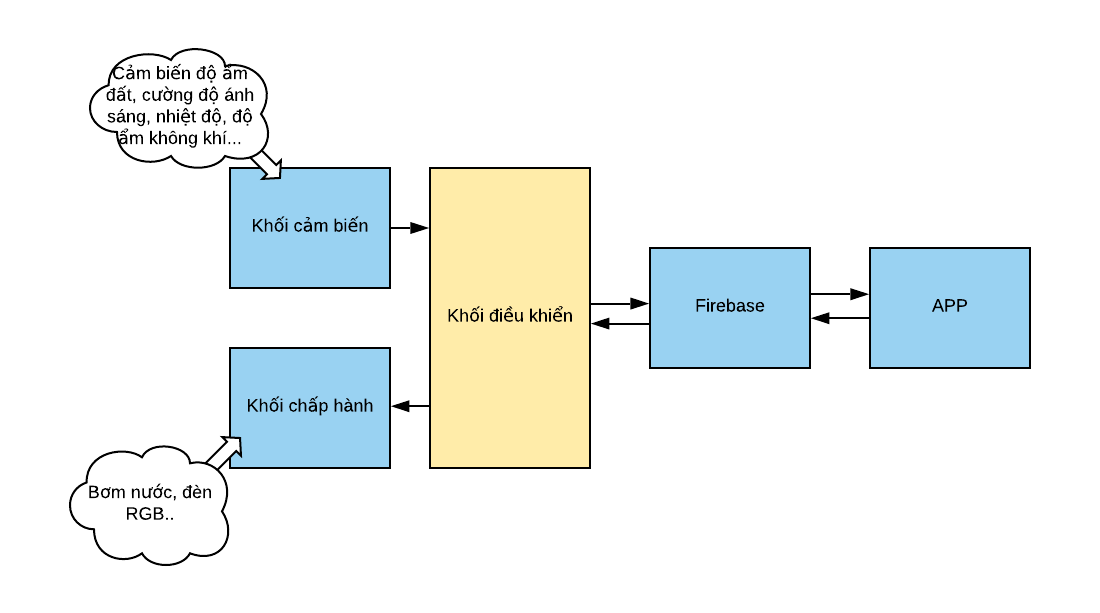 Cảm biến độ ẩm
đất, cường độ ánh
sáng, nhiệt độ, độ
ẩm không khí...
Khối cảm biến
Khối điều khiển
Firebase
APP
Khối chấp hành
Bơm nước, đèn
RGB..